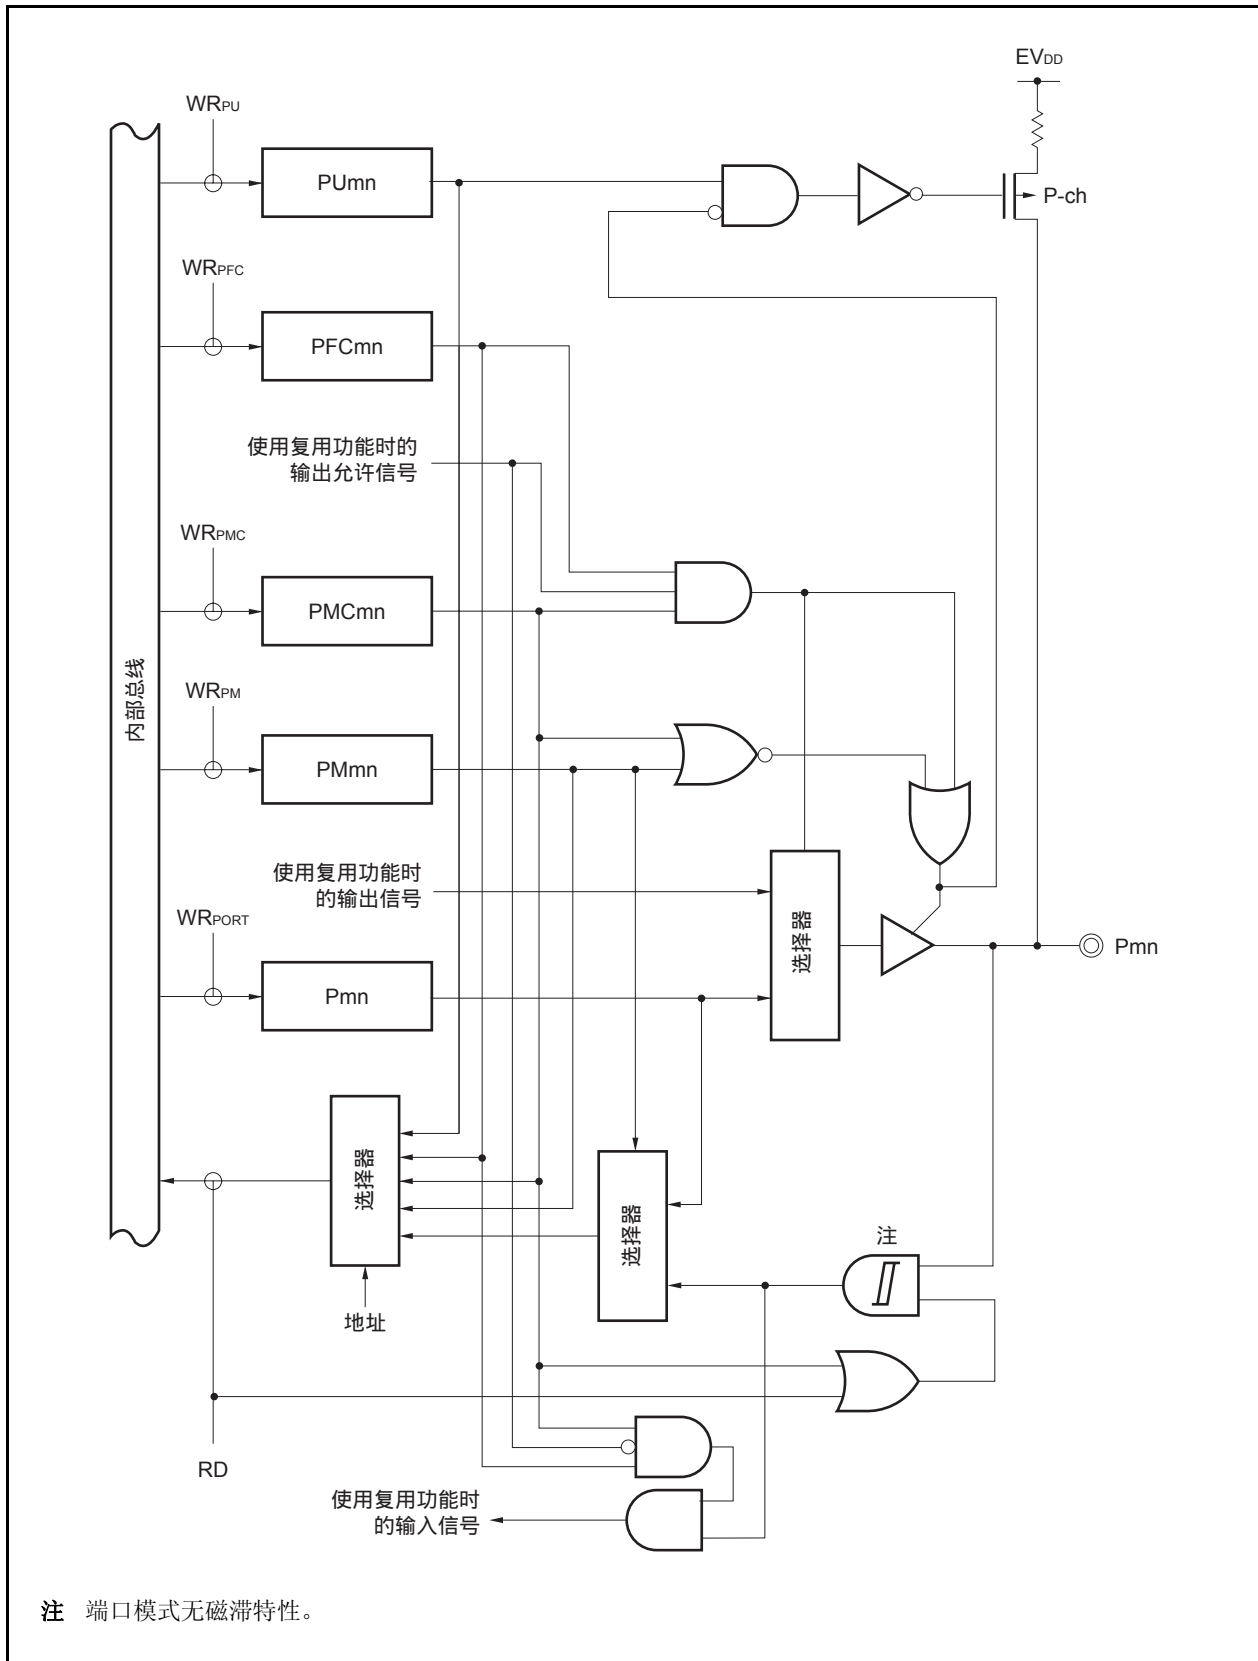 EVDD
WRPU
PUmn
P-ch
WRPFC
PFCmn
使用复用功能时的
输出允许信号
WRPMC
PMCmn
内部总线
WRPM
PMmn
使用复用功能时
的输出信号
选择器
WRPORT
Pmn
Pmn
选择器
选择器
注
地址
RD
使用复用功能时
的输入信号
注 端口模式无磁滞特性。